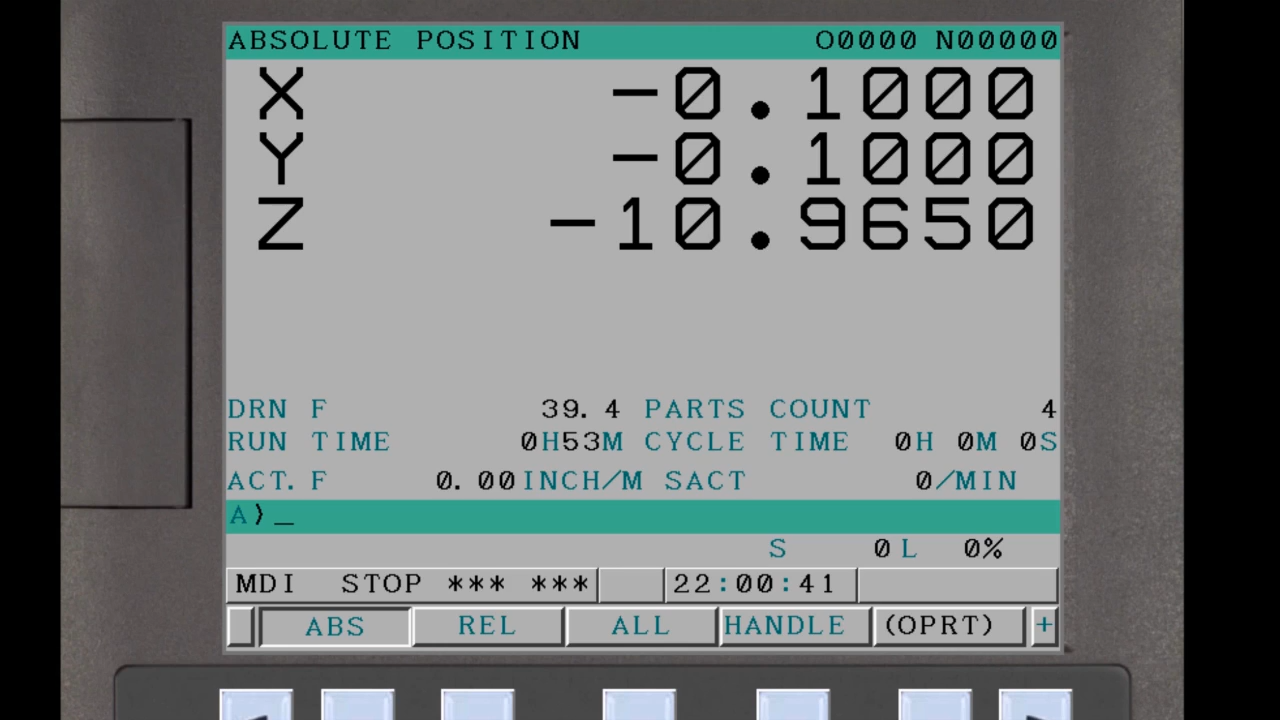 ABSOLUTE POSITION O0000 N00000
X -0.1000
Y -0.1000
Z -10.9650
DRN F 39.4 PARTS COUNT 4
RUN TIME 0H53M CYCLE TIME 0H 0M 0S
ACT.F 0.00INCH/M SACT 0/MIN
A)_
S 0 L 0%
MDI STOP *** *** 22:00:41
ABS REL ALL HANDLE (OPRT) +